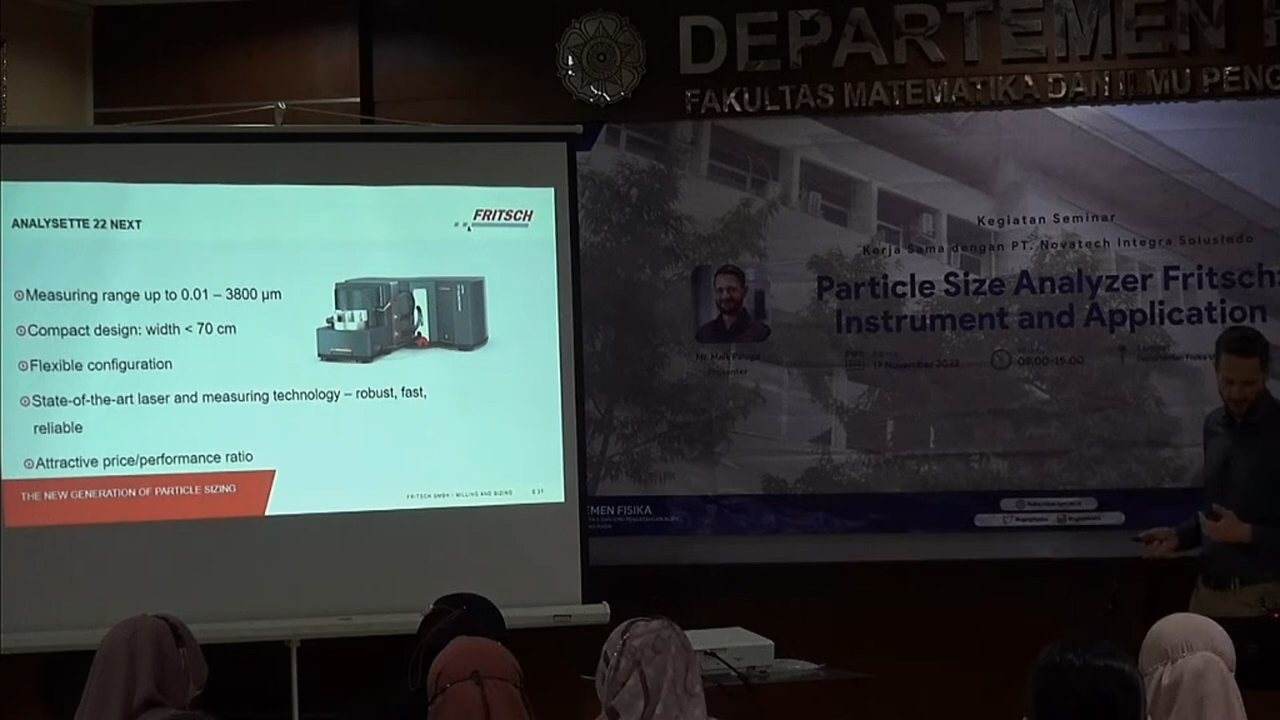 DEPARTEMEN
FAKULTAS MATEMATIKA DAN ILMU PENG
ANALYSETTE 22 NEXT
FRITSCH
Measuring range up to 0.01 – 3800 µm
Compact design: width < 70 cm
Flexible configuration
State-of-the-art laser and measuring technology – robust, fast,
reliable
Attractive price/performance ratio
THE NEW GENERATION OF PARTICLE SIZING
FRITSCH GMBH - MILLING AND SIZING
Kegiatan Seminar
Kerja Sama dengan PT. Novatech Integra Solusindo
Particle Size Analyzer Fritsch:
Instrument and Application
09.00-15.00
EMEN FISIKA